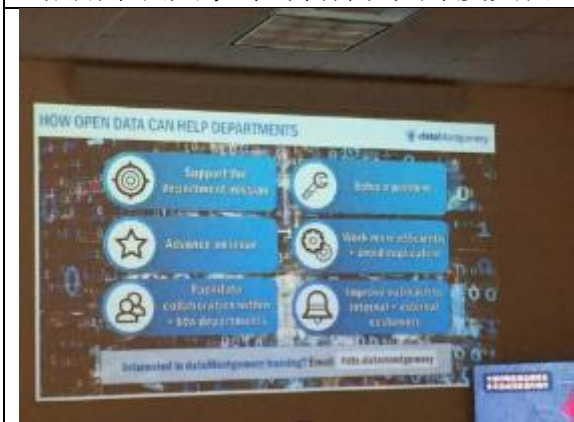 HOW OPEN DATA CAN HELP DEPARTMENTS
dataMontgomery
Support the
department mission
Solve a problem
Advance an issue
Work more efficiently
+ avoid duplication
Facilitate
collaboration within
+ btw departments
Improve outreach to
internal + external
customers
Interested in dataMontgomery training? Email